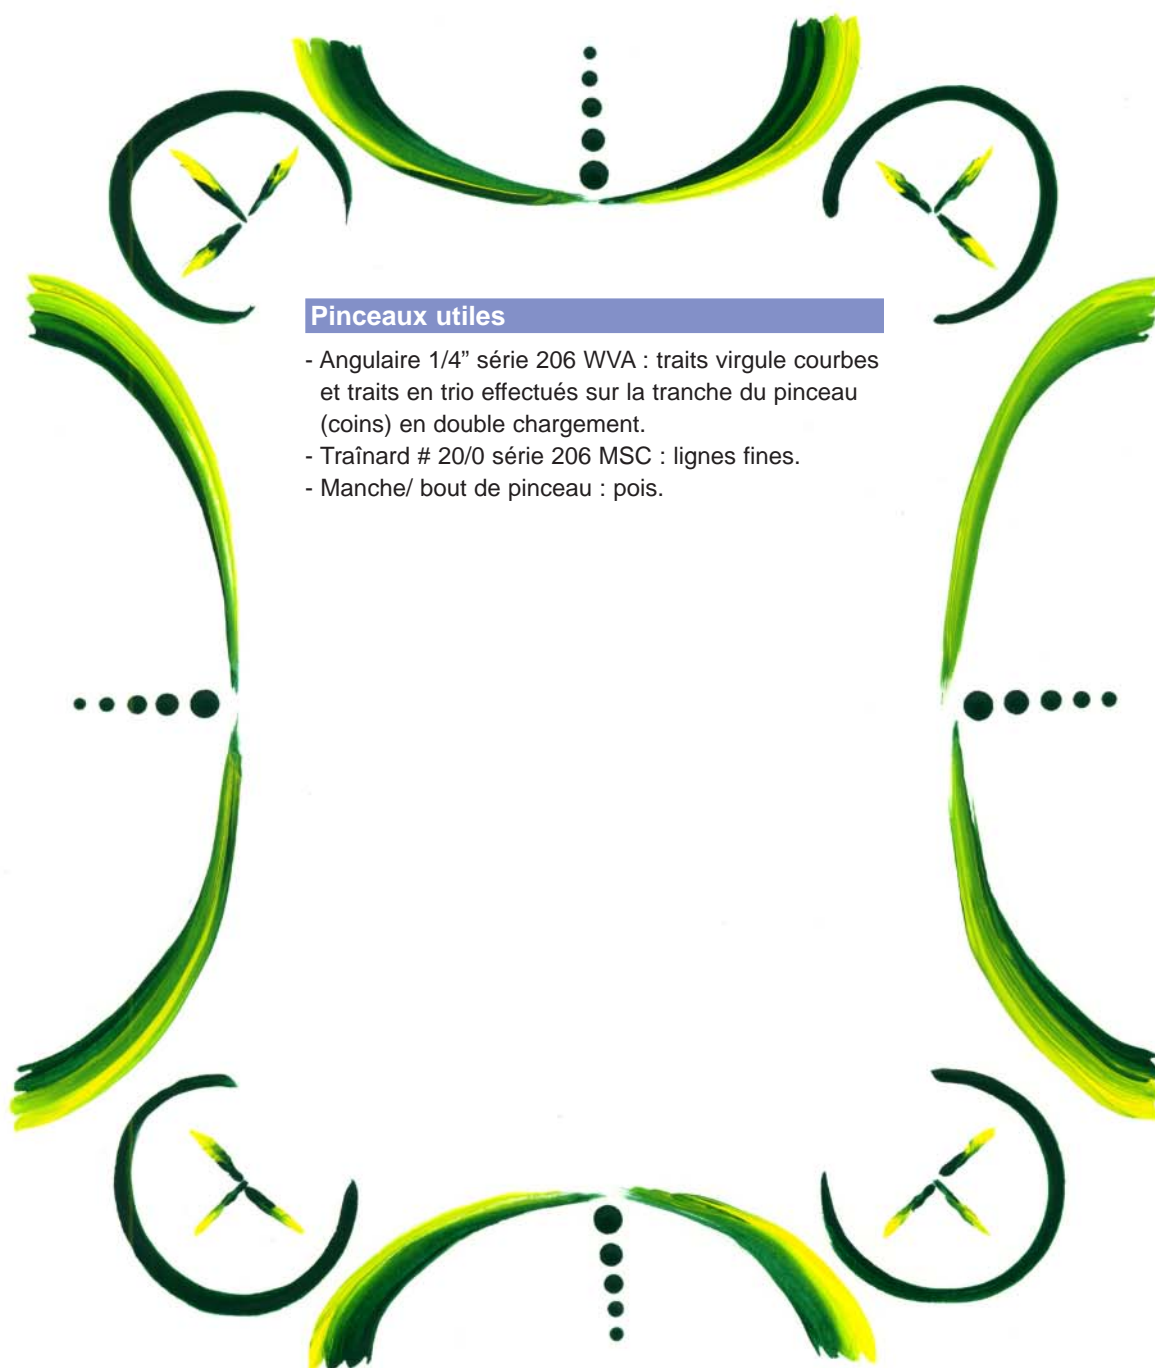 Pinceaux utiles
- Angulaire 1/4” série 206 WVA : traits virgule courbes
et traits en trio effectués sur la tranche du pinceau
(coins) en double chargement.
- Traînard # 20/0 série 206 MSC : lignes fines.
- Manche/ bout de pinceau : pois.